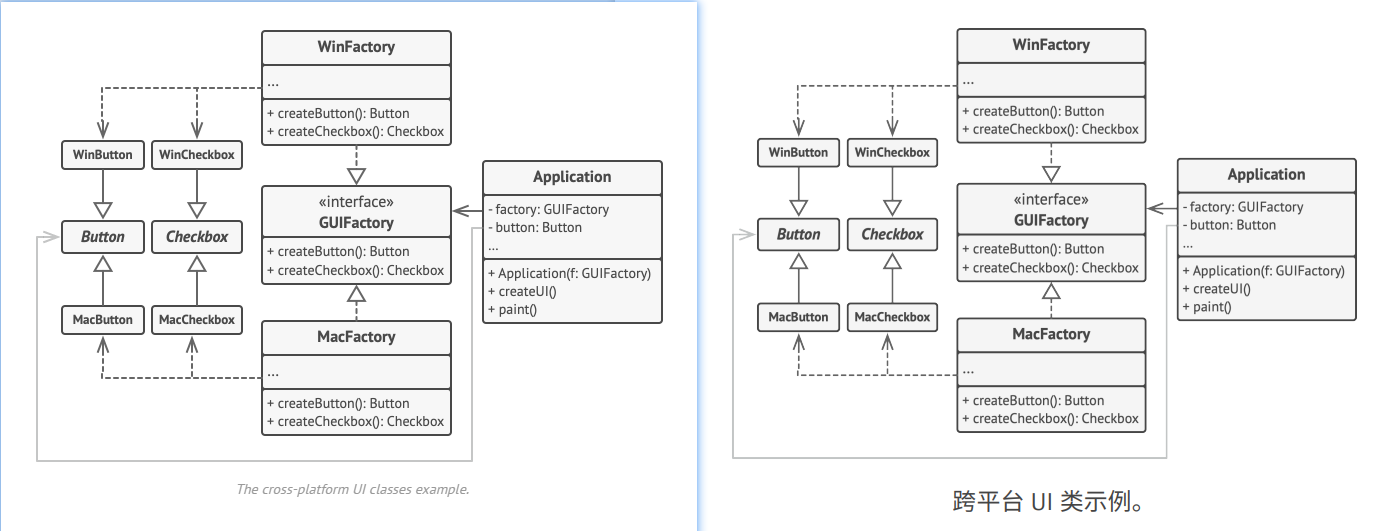 WinFactory
...
+ createButton(): Button
+ createCheckbox(): Checkbox
WinButton
WinCheckbox
«interface»
GUIFactory
+ createButton(): Button
+ createCheckbox(): Checkbox
Application
- factory: GUIFactory
- button: Button
...
+ Application(f: GUIFactory)
+ createUI()
+ paint()
Button
Checkbox
MacButton
MacCheckbox
MacFactory
...
+ createButton(): Button
+ createCheckbox(): Checkbox
The cross-platform UI classes example.
WinFactory
...
+ createButton(): Button
+ createCheckbox(): Checkbox
WinButton
WinCheckbox
«interface»
GUIFactory
+ createButton(): Button
+ createCheckbox(): Checkbox
Application
- factory: GUIFactory
- button: Button
...
+ Application(f: GUIFactory)
+ createUI()
+ paint()
Button
Checkbox
MacButton
MacCheckbox
MacFactory
...
+ createButton(): Button
+ createCheckbox(): Checkbox
跨平台 UI 类示例。